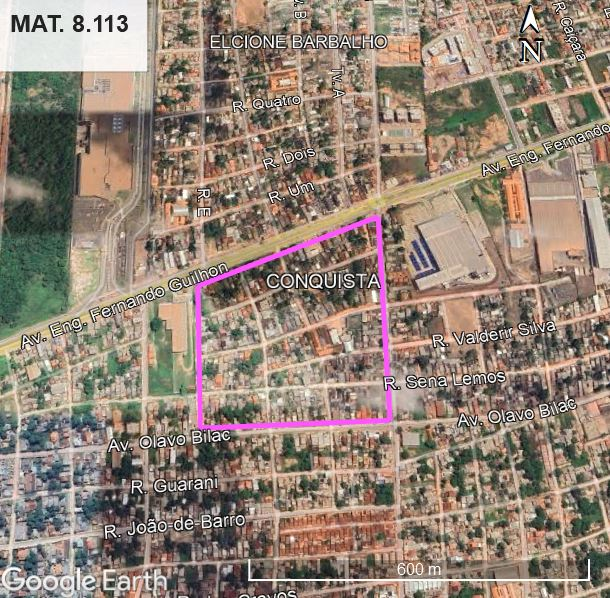 MAT. 8.113
ELCIONE BARBALHO
R. Caiçara
N
R. Quatro
Tv. A
R. Dois
R. Um
Av. Eng. Fernando
R. E
Av. Eng. Fernando Guilhon
CONQUISTA
R. Valderir Silva
R. Sena Lemos
Av. Olavo Bilac
Av. Olavo Bilac
R. Guarani
R. João-de-Barro
600 m
Google Earth